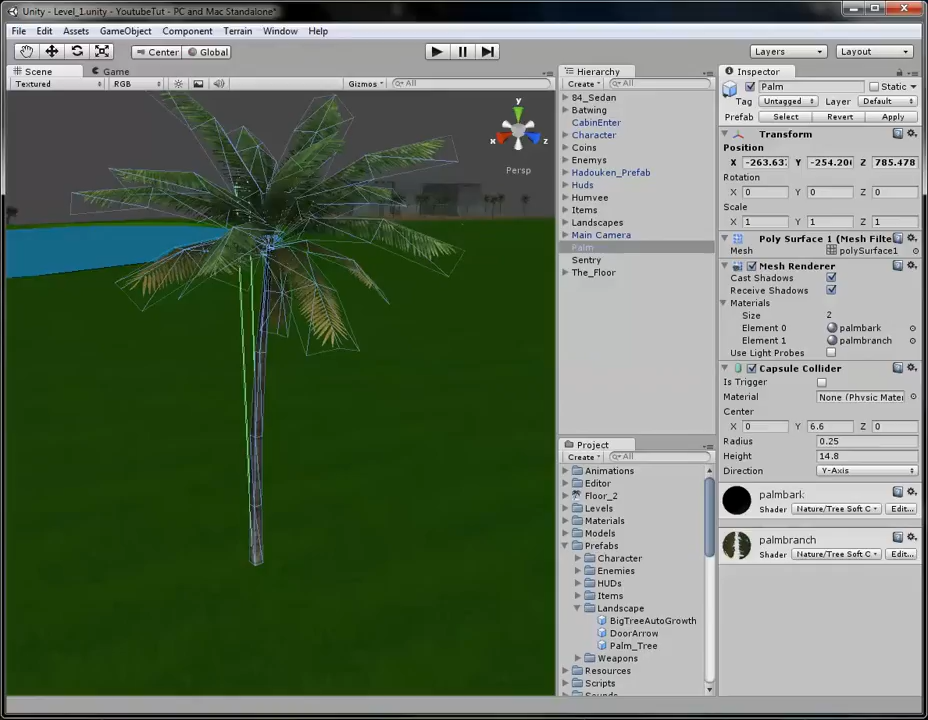 Unity - Level_1.unity - YoutubeTut - PC and Mac Standalone*
File Edit Assets GameObject Component Terrain Window Help
Center Global Layers Layout
Scene Game Hierarchy Inspector
Textured RGB Gizmos All Create All Palm Static
84_Sedan
Tag Untagged Layer Default
Batwing
Prefab Select Revert Apply
CabinEnter
y x z
Persp
Character
Transform
Coins
Position
Enemys
X -263.63 Y -254.20 Z 785.478
Hadouken_Prefab
Rotation
Huds
X 0 Y 0 Z 0
Humvee
Scale
Items
X 1 Y 1 Z 1
Landscapes
Main Camera
Poly Surface 1 (Mesh Filte
Palm
Mesh polySurface1
Sentry
Mesh Renderer
The_Floor
Cast Shadows
Receive Shadows
Materials
Size 2
Element 0 palmbark
Element 1 palmbranch
Use Light Probes
Capsule Collider
Is Trigger
Material None (Physic Mater
Center
X 0 Y 6.6 Z 0
Radius 0.25
Height 14.8
Direction Y-Axis
palmbark
Shader Nature/Tree Soft C Edit...
palmbranch
Shader Nature/Tree Soft C Edit...
Project
Create All
Animations
Editor
Floor_2
Levels
Materials
Models
Prefabs
Character
Enemies
HUDs
Items
Landscape
BigTreeAutoGrowth
DoorArrow
Palm_Tree
Weapons
Resources
Scripts
Sounds